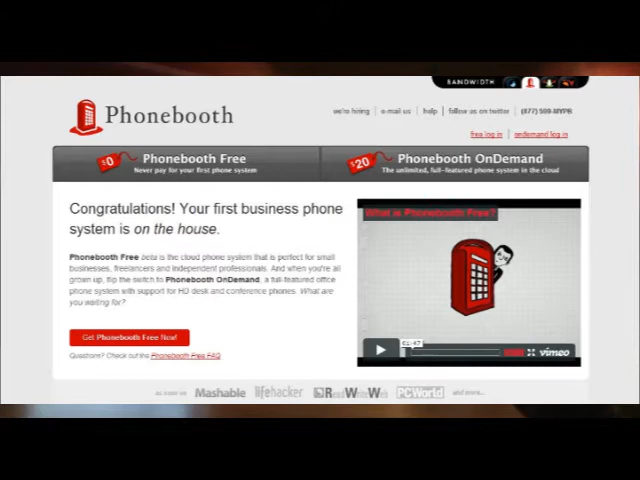 BANDWIDTH
Phonebooth
we're hiring e-mail us help follow us on twitter (877) 509-MYPB
free log in ondemand log in
$0 Phonebooth Free
Never pay for your first phone system
$20 Phonebooth OnDemand
The unlimited, full-featured phone system in the cloud
Congratulations! Your first business phone
system is on the house.
Phonebooth Free beta is the cloud phone system that is perfect for small
businesses, freelancers and independent professionals. And when you're all
grown up, flip the switch to Phonebooth OnDemand, a full-featured office
phone system with support for HD desk and conference phones. What are
you waiting for?
Get Phonebooth Free Now!
Questions? Check out the Phonebooth Free FAQ
What is Phonebooth Free?
01:47
vimeo
as seen on Mashable lifehacker ReadWriteWeb PCWorld and more...